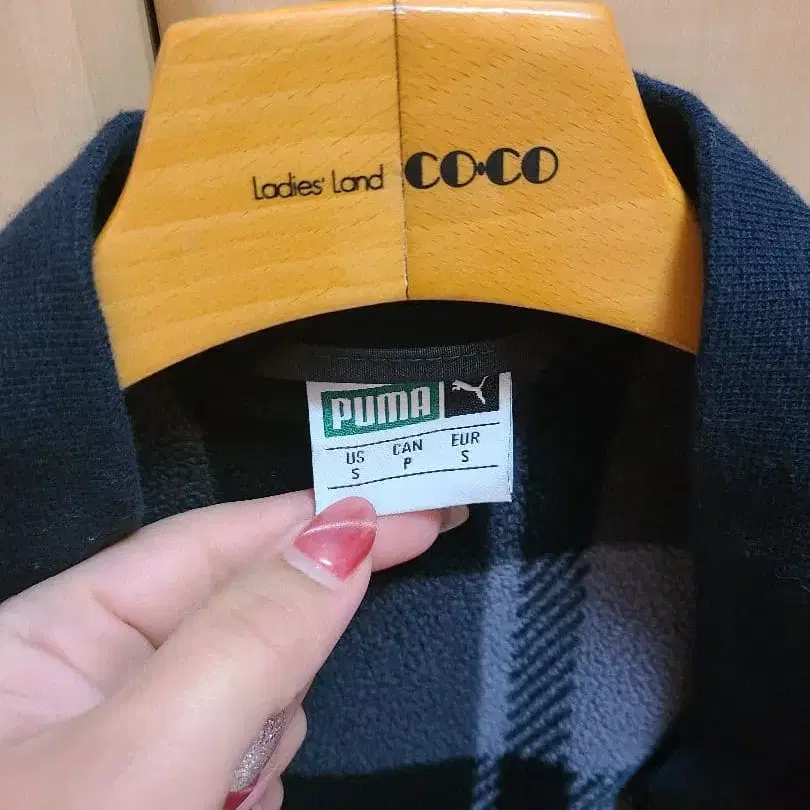 Ladies' Land CO·CO
PUMA
US CAN EUR
S P S